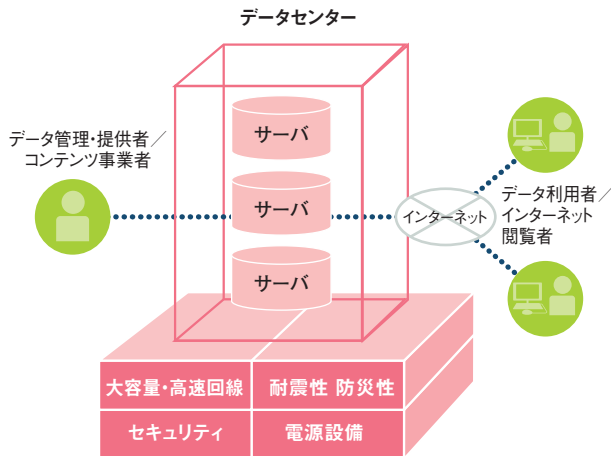 データセンター
サーバ
サーバ
サーバ
データ管理・提供者／
コンテンツ事業者
インターネット
データ利用者／
インターネット
閲覧者
大容量・高速回線
耐震性 防災性
セキュリティ
電源設備